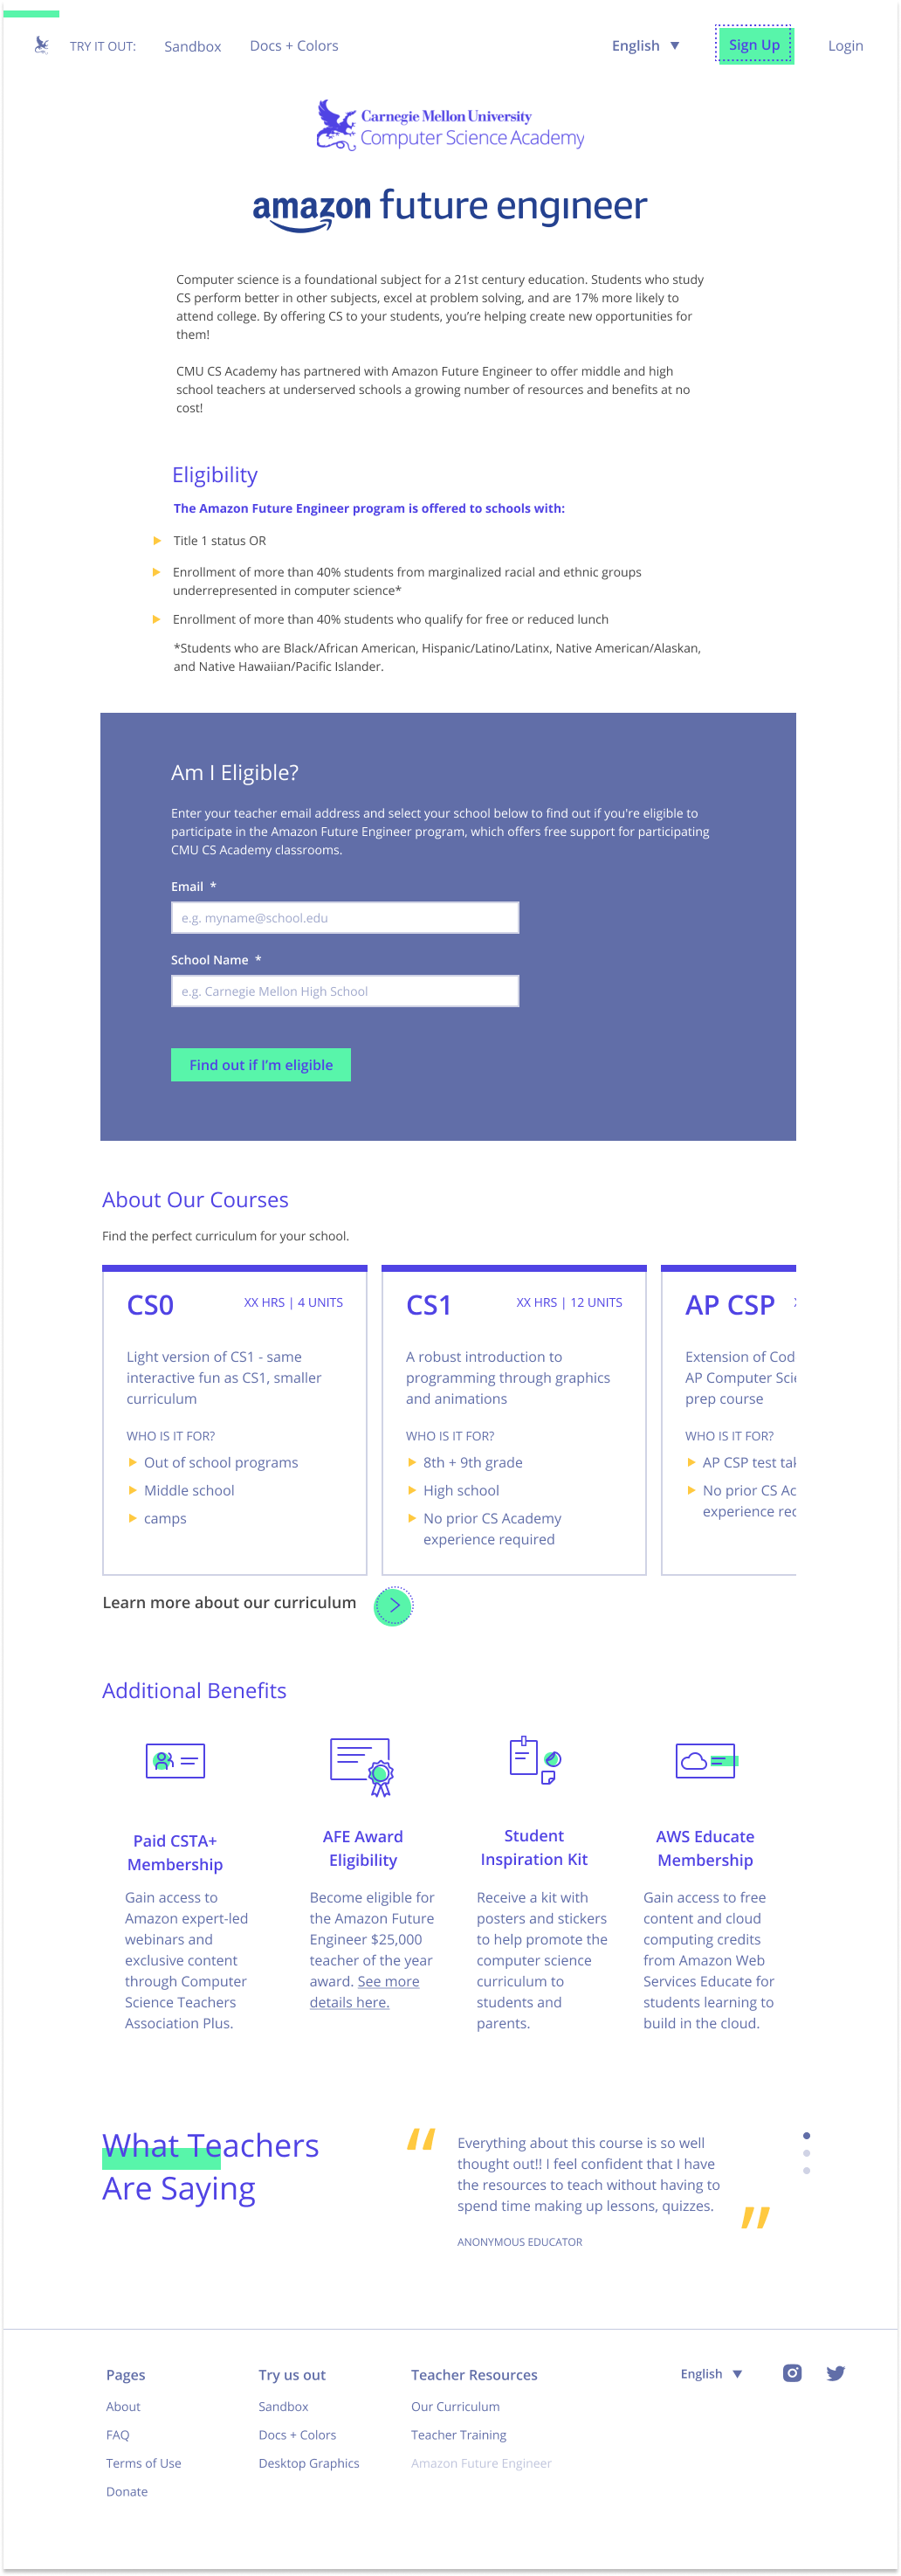 TRY IT OUT: Sandbox Docs + Colors English Sign Up Login
Carnegie Mellon University
Computer Science Academy
amazon future engineer
Computer science is a foundational subject for a 21st century education. Students who study
CS perform better in other subjects, excel at problem solving, and are 17% more likely to
attend college. By offering CS to your students, you’re helping create new opportunities for
them!
CMU CS Academy has partnered with Amazon Future Engineer to offer middle and high
school teachers at underserved schools a growing number of resources and benefits at no
cost!
Eligibility
The Amazon Future Engineer program is offered to schools with:
Title 1 status OR
Enrollment of more than 40% students from marginalized racial and ethnic groups
underrepresented in computer science*
Enrollment of more than 40% students who qualify for free or reduced lunch
*Students who are Black/African American, Hispanic/Latino/Latinx, Native American/Alaskan,
and Native Hawaiian/Pacific Islander.
Am I Eligible?
Enter your teacher email address and select your school below to find out if you're eligible to
participate in the Amazon Future Engineer program, which offers free support for participating
CMU CS Academy classrooms.
Email *
e.g. myname@school.edu
School Name *
e.g. Carnegie Mellon High School
Find out if I’m eligible
About Our Courses
Find the perfect curriculum for your school.
CS0 XX HRS | 4 UNITS
Light version of CS1 - same
interactive fun as CS1, smaller
curriculum
WHO IS IT FOR?
Out of school programs
Middle school
camps
CS1 XX HRS | 12 UNITS
A robust introduction to
programming through graphics
and animations
WHO IS IT FOR?
8th + 9th grade
High school
No prior CS Academy
experience required
AP CSP
Extension of Cod
AP Computer Scie
prep course
WHO IS IT FOR?
AP CSP test tak
No prior CS Ac
experience rec
Learn more about our curriculum
Additional Benefits
Paid CSTA+
Membership
Gain access to
Amazon expert-led
webinars and
exclusive content
through Computer
Science Teachers
Association Plus.
AFE Award
Eligibility
Become eligible for
the Amazon Future
Engineer $25,000
teacher of the year
award. See more
details here.
Student
Inspiration Kit
Receive a kit with
posters and stickers
to help promote the
computer science
curriculum to
students and
parents.
AWS Educate
Membership
Gain access to free
content and cloud
computing credits
from Amazon Web
Services Educate for
students learning to
build in the cloud.
What Teachers
Are Saying
"
Everything about this course is so well
thought out!! I feel confident that I have
the resources to teach without having to
spend time making up lessons, quizzes.
"
ANONYMOUS EDUCATOR
Pages
About
FAQ
Terms of Use
Donate
Try us out
Sandbox
Docs + Colors
Desktop Graphics
Teacher Resources
Our Curriculum
Teacher Training
Amazon Future Engineer
English